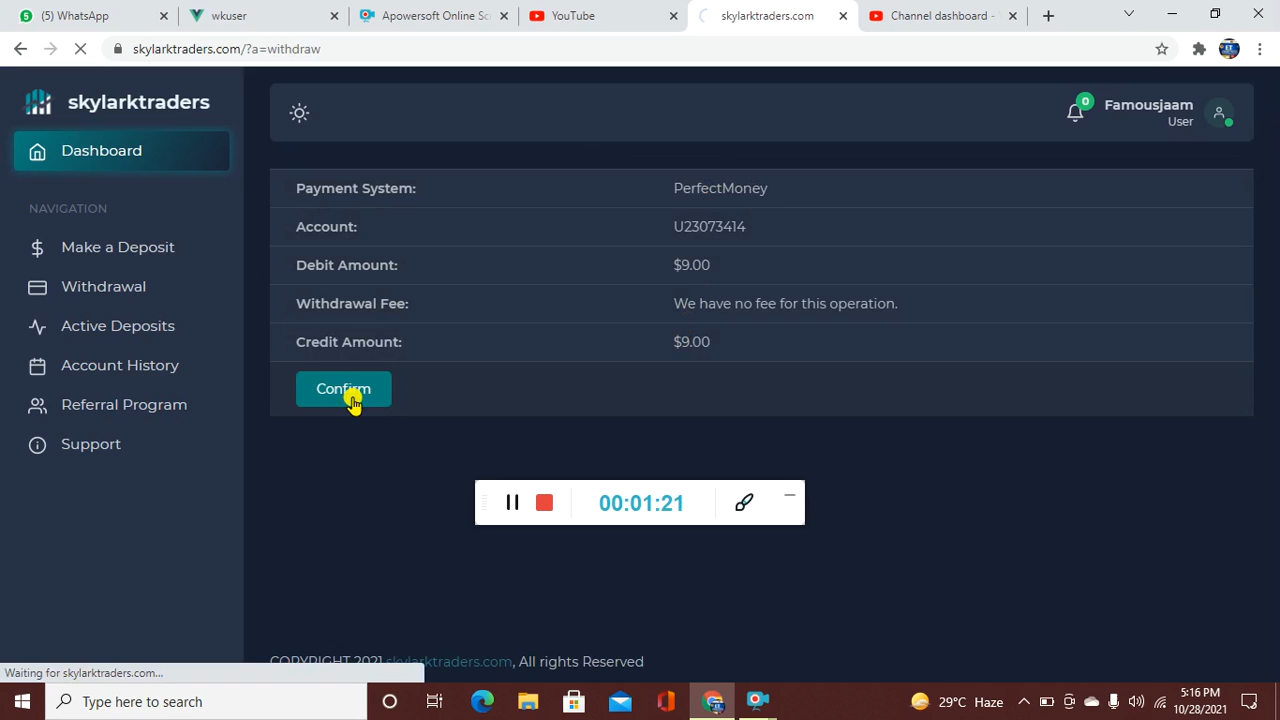 (5) WhatsApp
wkuser
Apowersoft Online Sc
YouTube
skylarktraders.com
Channel dashboard -
skylarktraders.com/?a=withdraw
skylarktraders
0
Famousjaam
User
Dashboard
NAVIGATION
Make a Deposit
Withdrawal
Active Deposits
Account History
Referral Program
Support
Payment System: PerfectMoney
Account: U23073414
Debit Amount: $9.00
Withdrawal Fee: We have no fee for this operation.
Credit Amount: $9.00
Confirm
00:01:21
COPYRIGHT 2021 skylarktraders.com, All rights Reserved
Waiting for skylarktraders.com...
Type here to search
29°C Haze
5:16 PM
10/28/2021